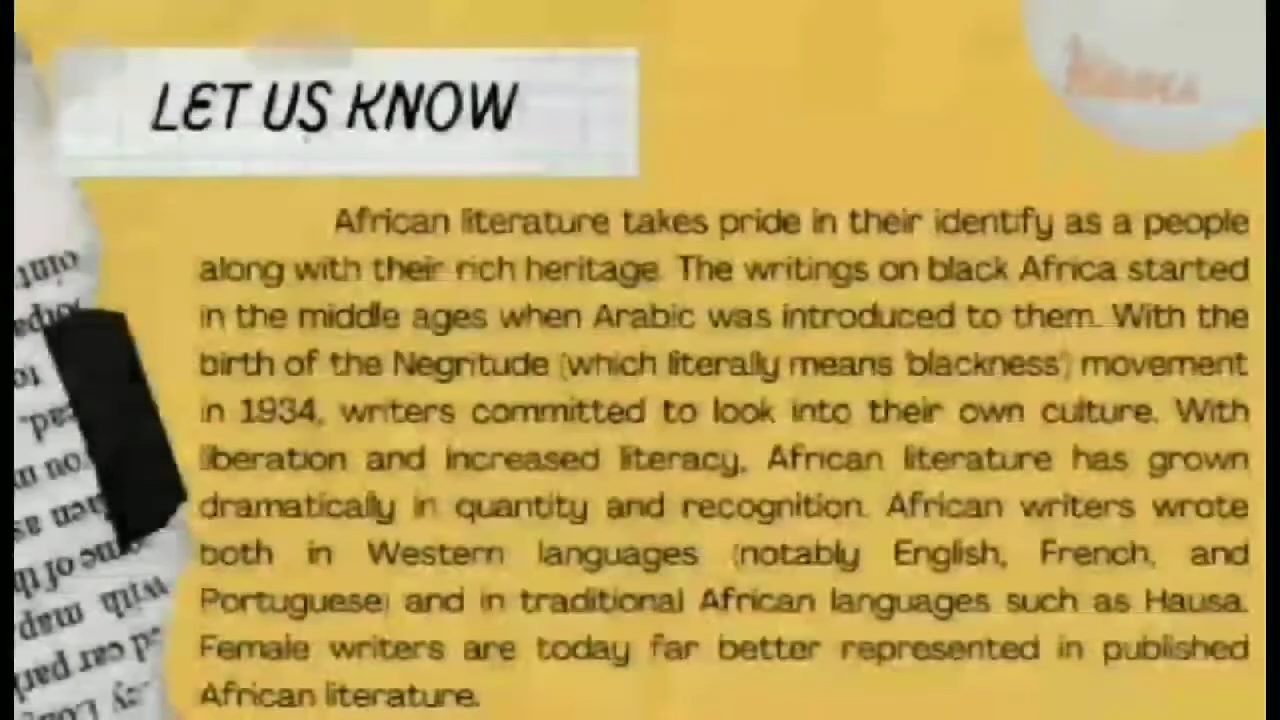 LET US KNOW
African literature takes pride in their identify as a people
along with their rich heritage. The writings on black Africa started
in the middle ages when Arabic was introduced to them. With the
birth of the Negritude (which literally means 'blackness') movement
in 1934, writers committed to look into their own culture. With
liberation and increased literacy, African literature has grown
dramatically in quantity and recognition. African writers wrote
both in Western languages (notably English, French, and
Portuguese) and in traditional African languages such as Hausa.
Female writers are today far better represented in published
African literature.